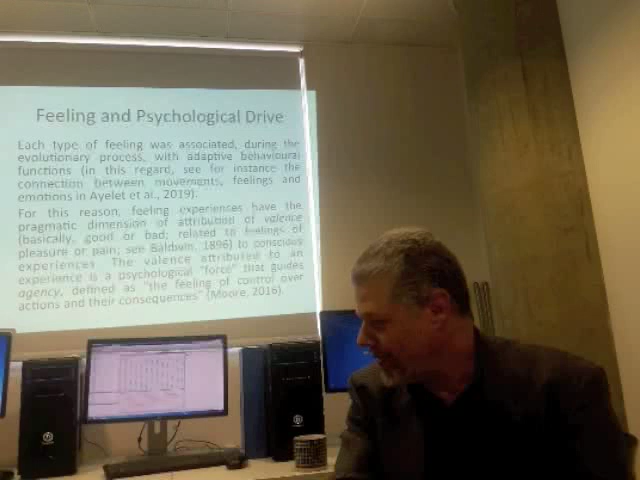 Feeling and Psychological Drive
Each type of feeling was associated, during the
evolutionary process, with adaptive behavioural
functions (in this regard, see for instance the
connection between movements, feelings and
emotions in Ayelet et al., 2019).
For this reason, feeling experiences have the
pragmatic dimension of attribution of valence
(basically, good or bad; related to feelings of
pleasure or pain; see Baldwin, 1896) to conscious
experiences. The valence attributed to an
experience is a psychological "force" that guides
agency, defined as "the feeling of control over
actions and their consequences" (Moore, 2016).